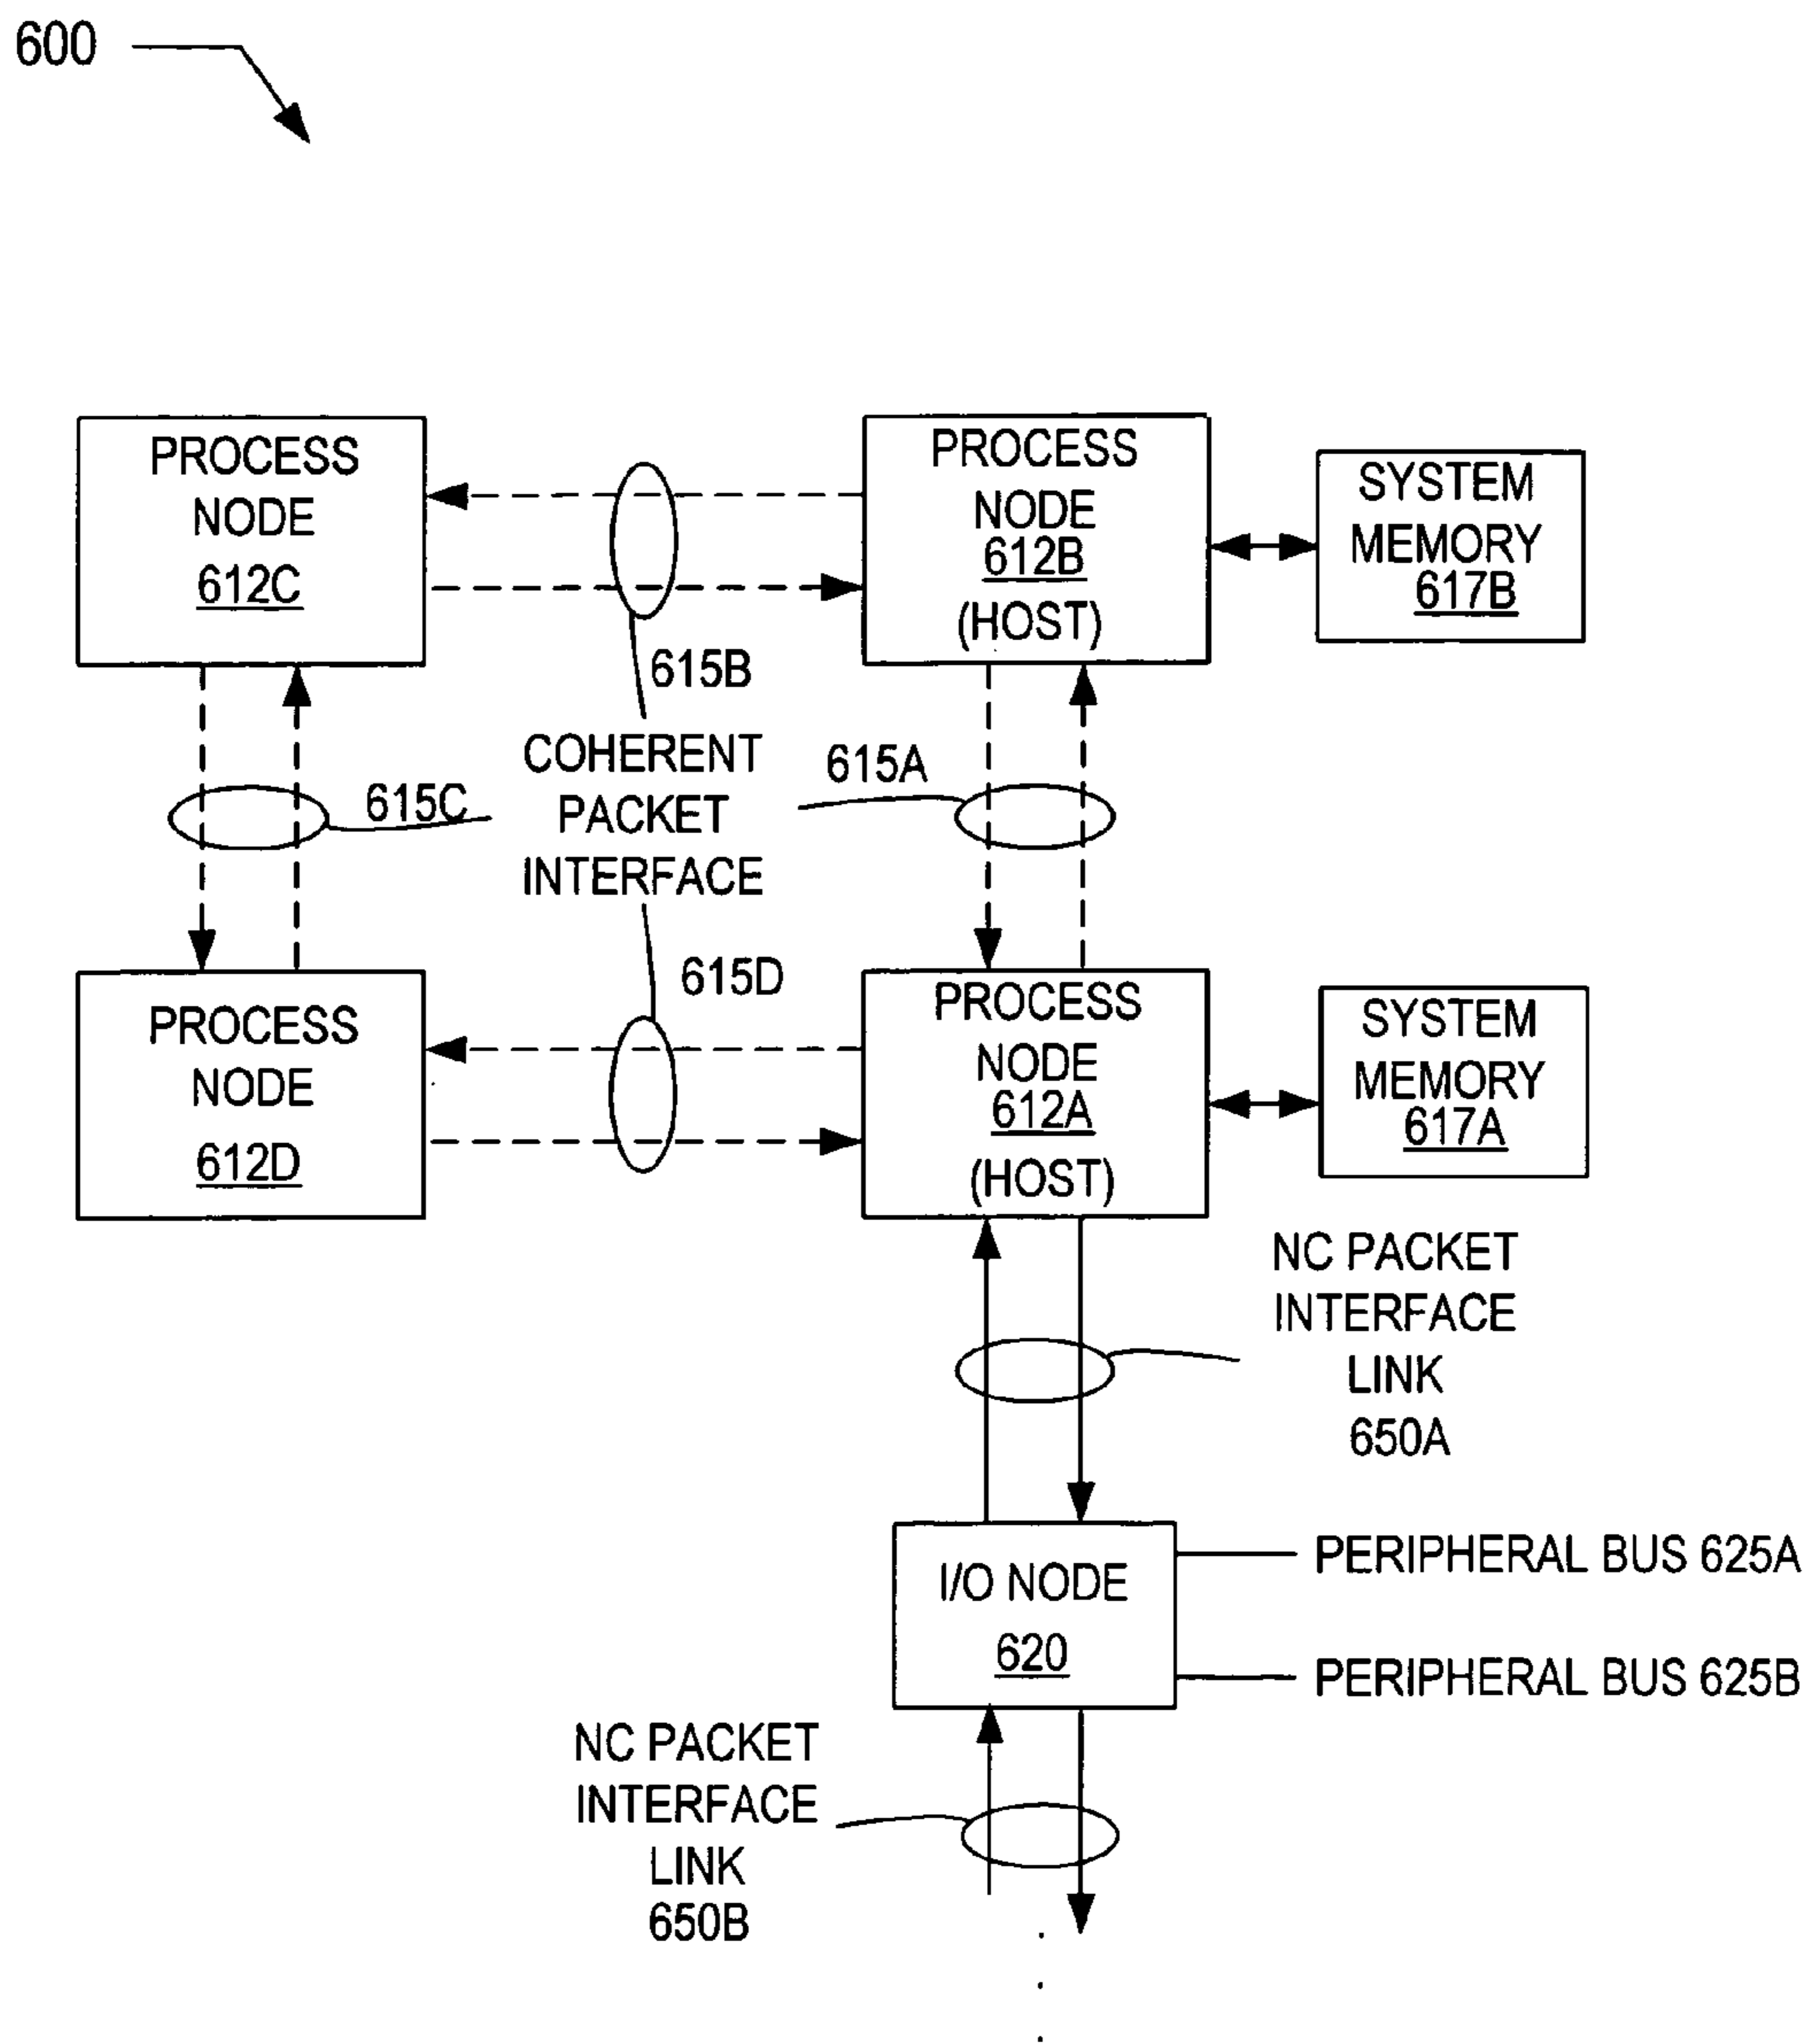 600
PROCESS
NODE
612C
PROCESS
NODE
612B
(HOST)
SYSTEM
MEMORY
617B
615B
COHERENT
PACKET
INTERFACE
615A
615C
615D
PROCESS
NODE
612D
PROCESS
NODE
612A
(HOST)
SYSTEM
MEMORY
617A
NC PACKET
INTERFACE
LINK
650A
I/O NODE
620
PERIPHERAL BUS 625A
PERIPHERAL BUS 625B
NC PACKET
INTERFACE
LINK
650B